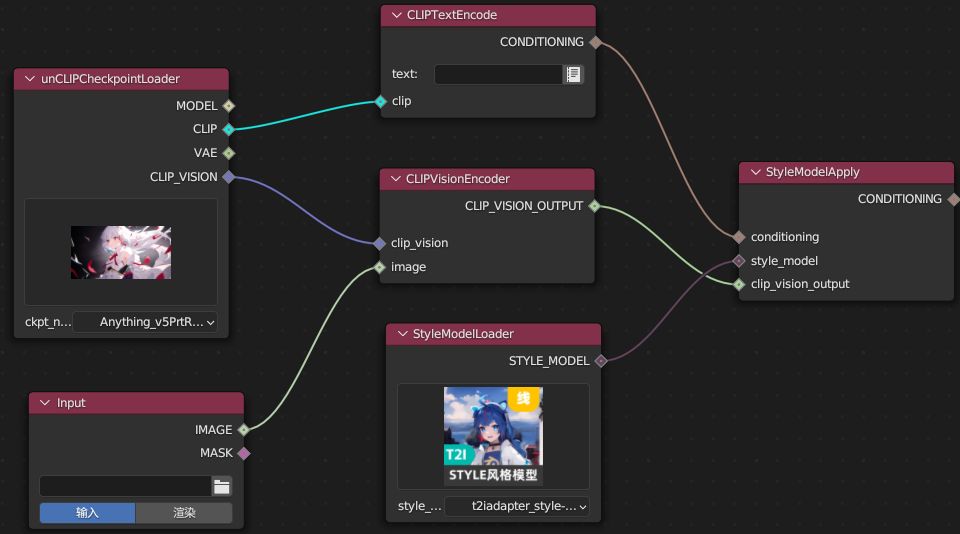 unCLIPCheckpointLoader
MODEL
CLIP
VAE
CLIP_VISION
ckpt_n...
Anything_v5PrtR...
Input
IMAGE
MASK
输入
渲染
CLIPTextEncode
CONDITIONING
text:
clip
CLIPVisionEncoder
CLIP_VISION_OUTPUT
clip_vision
image
StyleModelLoader
STYLE_MODEL
线
T2I
STYLE风格模型
style_...
t2iadapter_style-...
StyleModelApply
CONDITIONING
conditioning
style_model
clip_vision_output